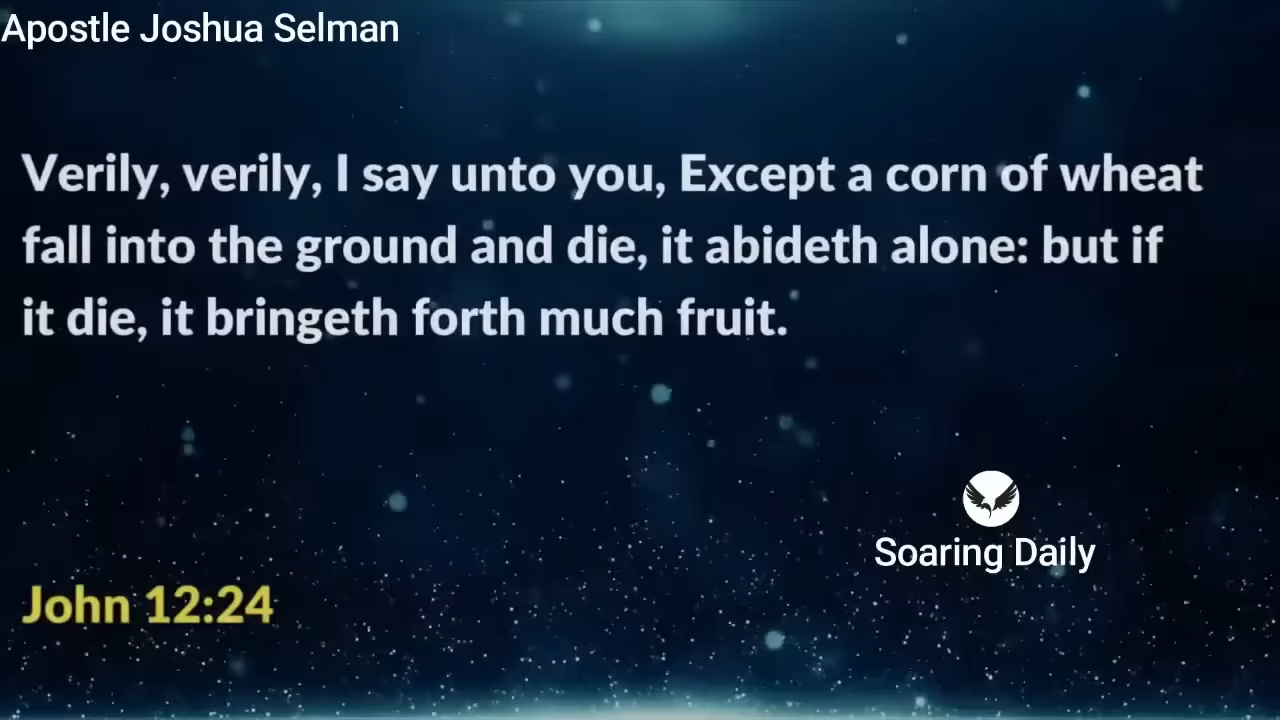 Apostle Joshua Selman
Verily, verily, I say unto you, Except a corn of wheat
fall into the ground and die, it abideth alone: but if
it die, it bringeth forth much fruit.
Soaring Daily
John 12:24